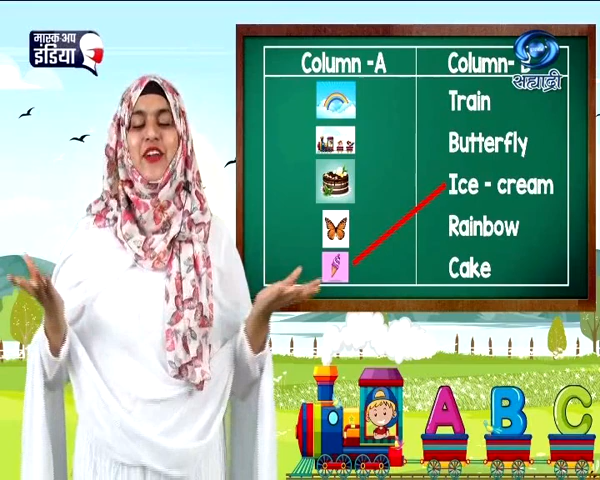 मास्क अप
इंडिया
Column -A
Column-
सह्याद्री
Train
Butterfly
Ice - cream
Rainbow
Cake
A B C